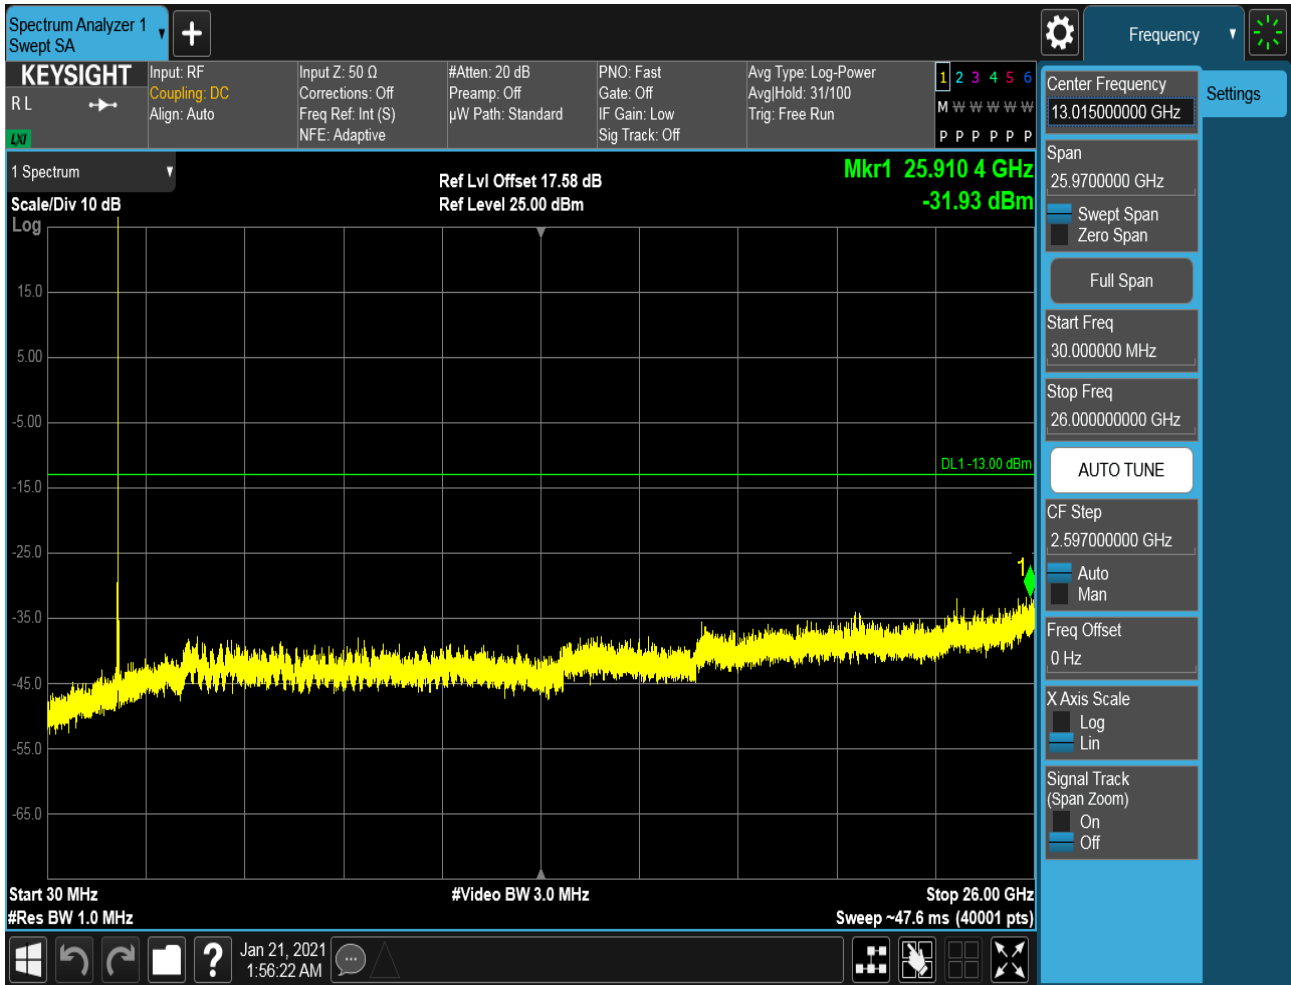 Spectrum Analyzer 1
Swept SA
Frequency
KEYSIGHT
R L
LXI
Input: RF
Coupling: DC
Align: Auto
Input Z: 50 Ω
Corrections: Off
Freq Ref: Int (S)
NFE: Adaptive
#Atten: 20 dB
Preamp: Off
µW Path: Standard
PNO: Fast
Gate: Off
IF Gain: Low
Sig Track: Off
Avg Type: Log-Power
Avg|Hold: 31/100
Trig: Free Run
1 2 3 4 5 6
M W W W W W
P P P P P P
1 Spectrum
Scale/Div 10 dB
Log
Ref Lvl Offset 17.58 dB
Ref Level 25.00 dBm
Mkr1 25.910 4 GHz
-31.93 dBm
15.0
5.00
-5.00
-15.0
-25.0
-35.0
-45.0
-55.0
-65.0
DL1 -13.00 dBm
1
Start 30 MHz
#Res BW 1.0 MHz
#Video BW 3.0 MHz
Stop 26.00 GHz
Sweep ~47.6 ms (40001 pts)
Jan 21, 2021
1:56:22 AM
Center Frequency
13.015000000 GHz
Settings
Span
25.9700000 GHz
Swept Span
Zero Span
Full Span
Start Freq
30.000000 MHz
Stop Freq
26.000000000 GHz
AUTO TUNE
CF Step
2.597000000 GHz
Auto
Man
Freq Offset
0 Hz
X Axis Scale
Log
Lin
Signal Track
(Span Zoom)
On
Off